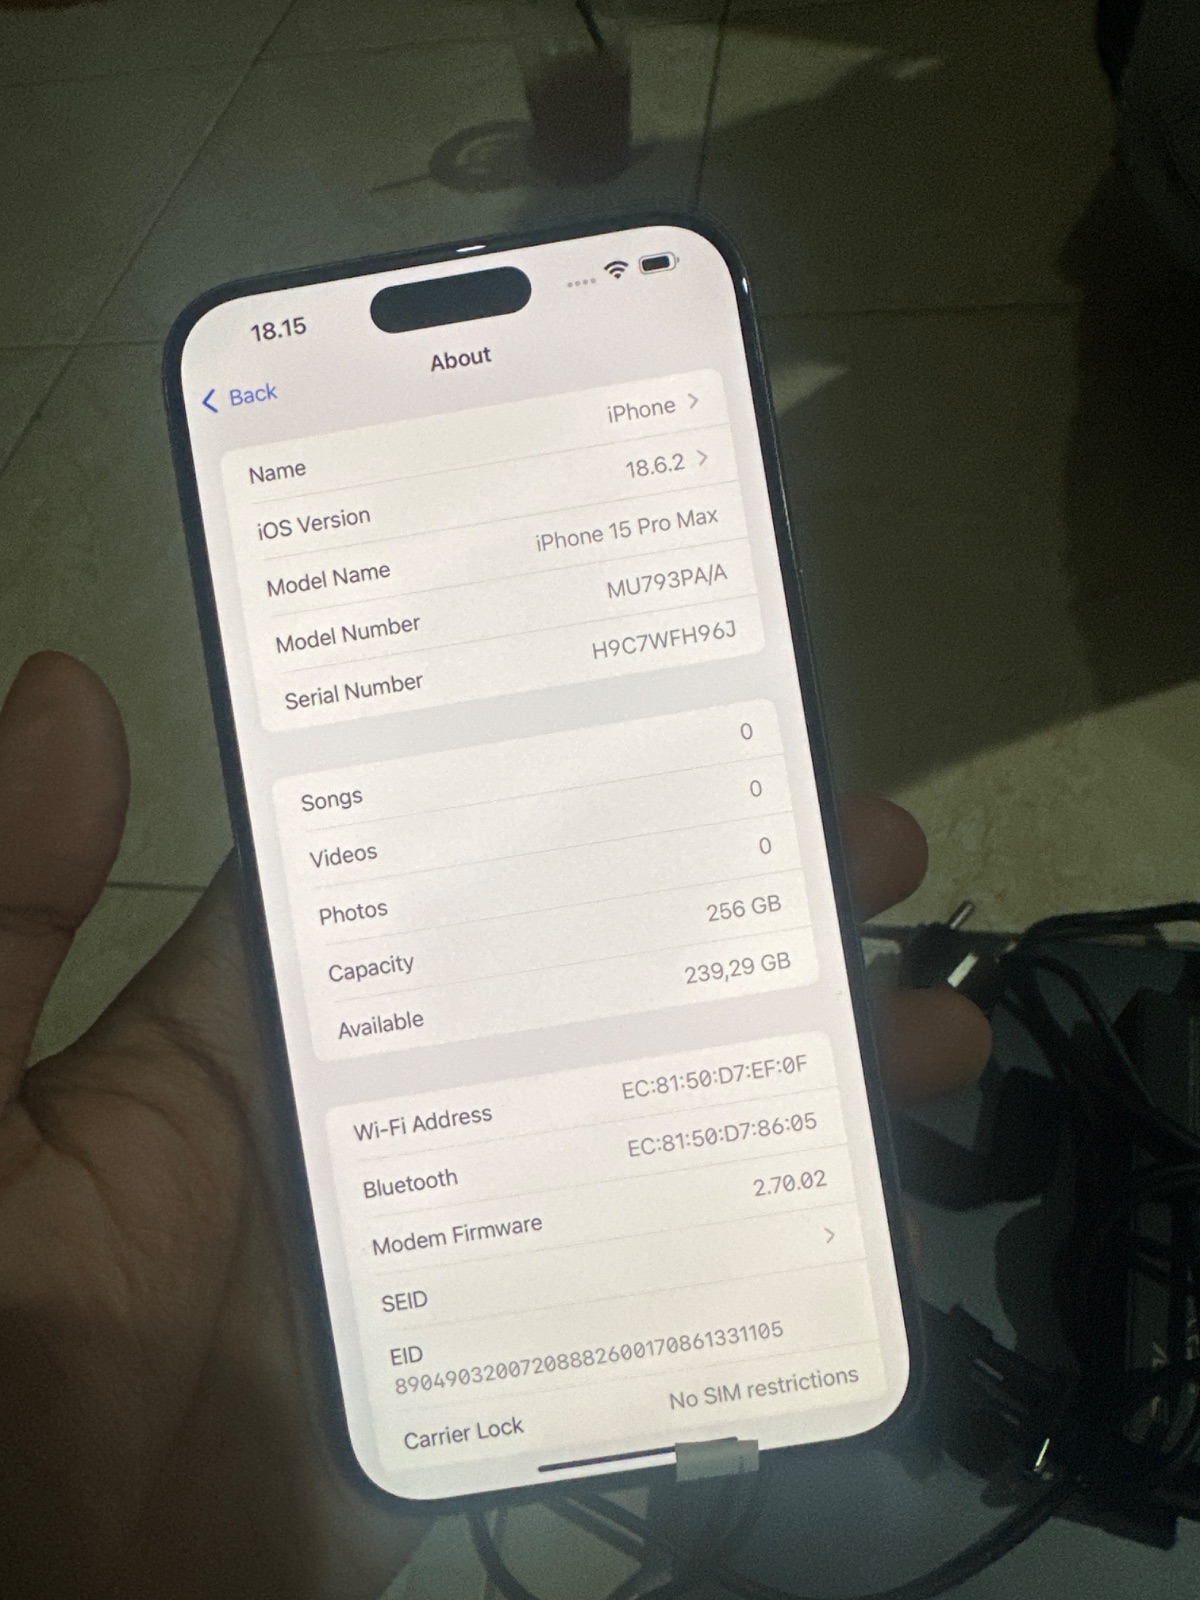 18.15
Back
About
Name iPhone
iOS Version 18.6.2
Model Name iPhone 15 Pro Max
Model Number MU793PA/A
Serial Number H9C7WFH96J
Songs 0
Videos 0
Photos 0
Capacity 256 GB
Available 239,29 GB
Wi-Fi Address EC:81:50:D7:EF:0F
Bluetooth EC:81:50:D7:86:05
Modem Firmware 2.70.02
SEID
EID
89049032007208882600170861331105
Carrier Lock No SIM restrictions